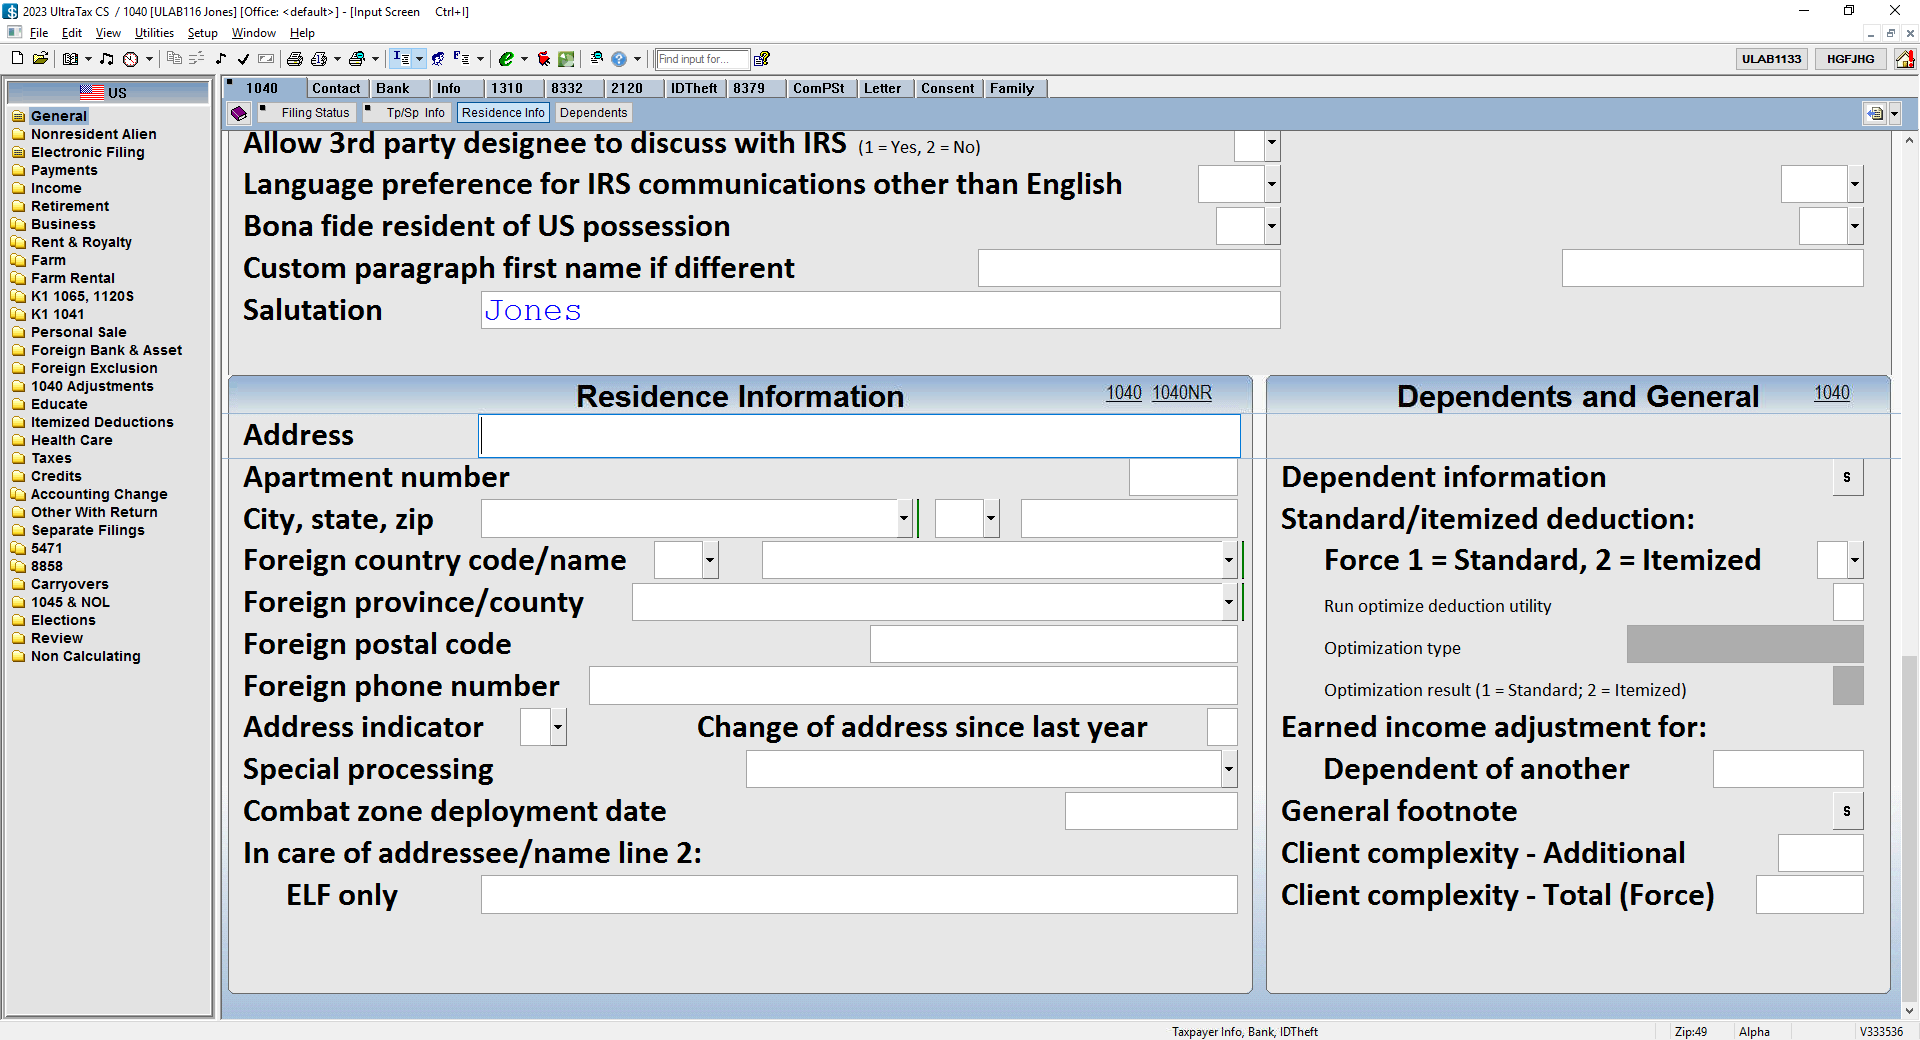 2023 UltraTax CS / 1040 [ULAB116 Jones] [Office: <default>] - [Input Screen Ctrl+I]
File Edit View Utilities Setup Window Help
Find input for...
ULAB1133 HGFJHG
US
General
Nonresident Alien
Electronic Filing
Payments
Income
Retirement
Business
Rent & Royalty
Farm
Farm Rental
K1 1065, 1120S
K1 1041
Personal Sale
Foreign Bank & Asset
Foreign Exclusion
1040 Adjustments
Educate
Itemized Deductions
Health Care
Taxes
Credits
Accounting Change
Other With Return
Separate Filings
5471
8858
Carryovers
1045 & NOL
Elections
Review
Non Calculating
1040 Contact Bank Info 1310 8332 2120 IDTheft 8379 ComPSt Letter Consent Family
Filing Status Tp/Sp Info Residence Info Dependents
Allow 3rd party designee to discuss with IRS (1 = Yes, 2 = No)
Language preference for IRS communications other than English
Bona fide resident of US possession
Custom paragraph first name if different
Salutation Jones
Residence Information 1040 1040NR
Address
Apartment number
City, state, zip
Foreign country code/name
Foreign province/county
Foreign postal code
Foreign phone number
Address indicator Change of address since last year
Special processing
Combat zone deployment date
In care of addressee/name line 2:
ELF only
Dependents and General 1040
Dependent information S
Standard/itemized deduction:
Force 1 = Standard, 2 = Itemized
Run optimize deduction utility
Optimization type
Optimization result (1 = Standard; 2 = Itemized)
Earned income adjustment for:
Dependent of another
General footnote S
Client complexity - Additional
Client complexity - Total (Force)
Taxpayer Info, Bank, IDTheft Zip:49 Alpha V333536